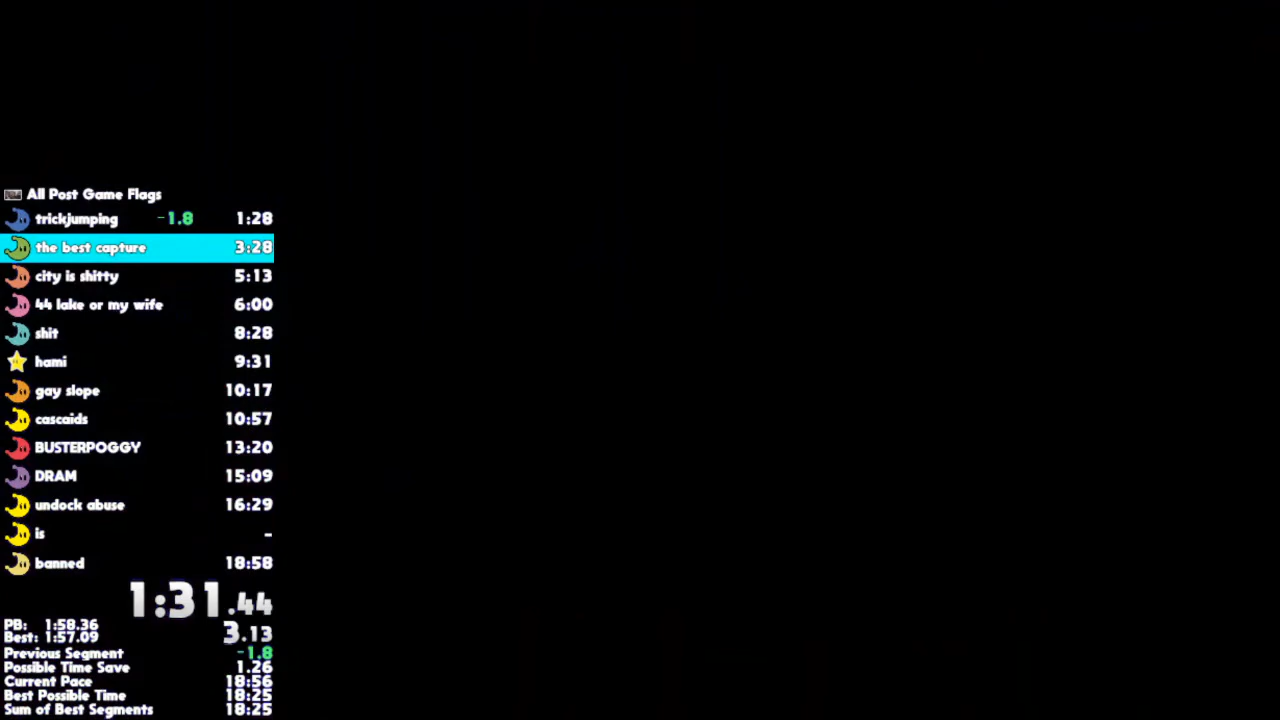 All Post Game Flags
trickjumping -1.8 1:28
the best capture 3:28
city is shitty 5:13
44 lake or my wife 6:00
shit 8:28
hami 9:31
gay slope 10:17
cascaids 10:57
BUSTERPOGGY 13:20
DRAM 15:09
undock abuse 16:29
is -
banned 18:58
1:31.44
PB: 1:58.36
Best: 1:57.09 3.13
Previous Segment -1.8
Possible Time Save 1.26
Current Pace 18:56
Best Possible Time 18:25
Sum of Best Segments 18:25